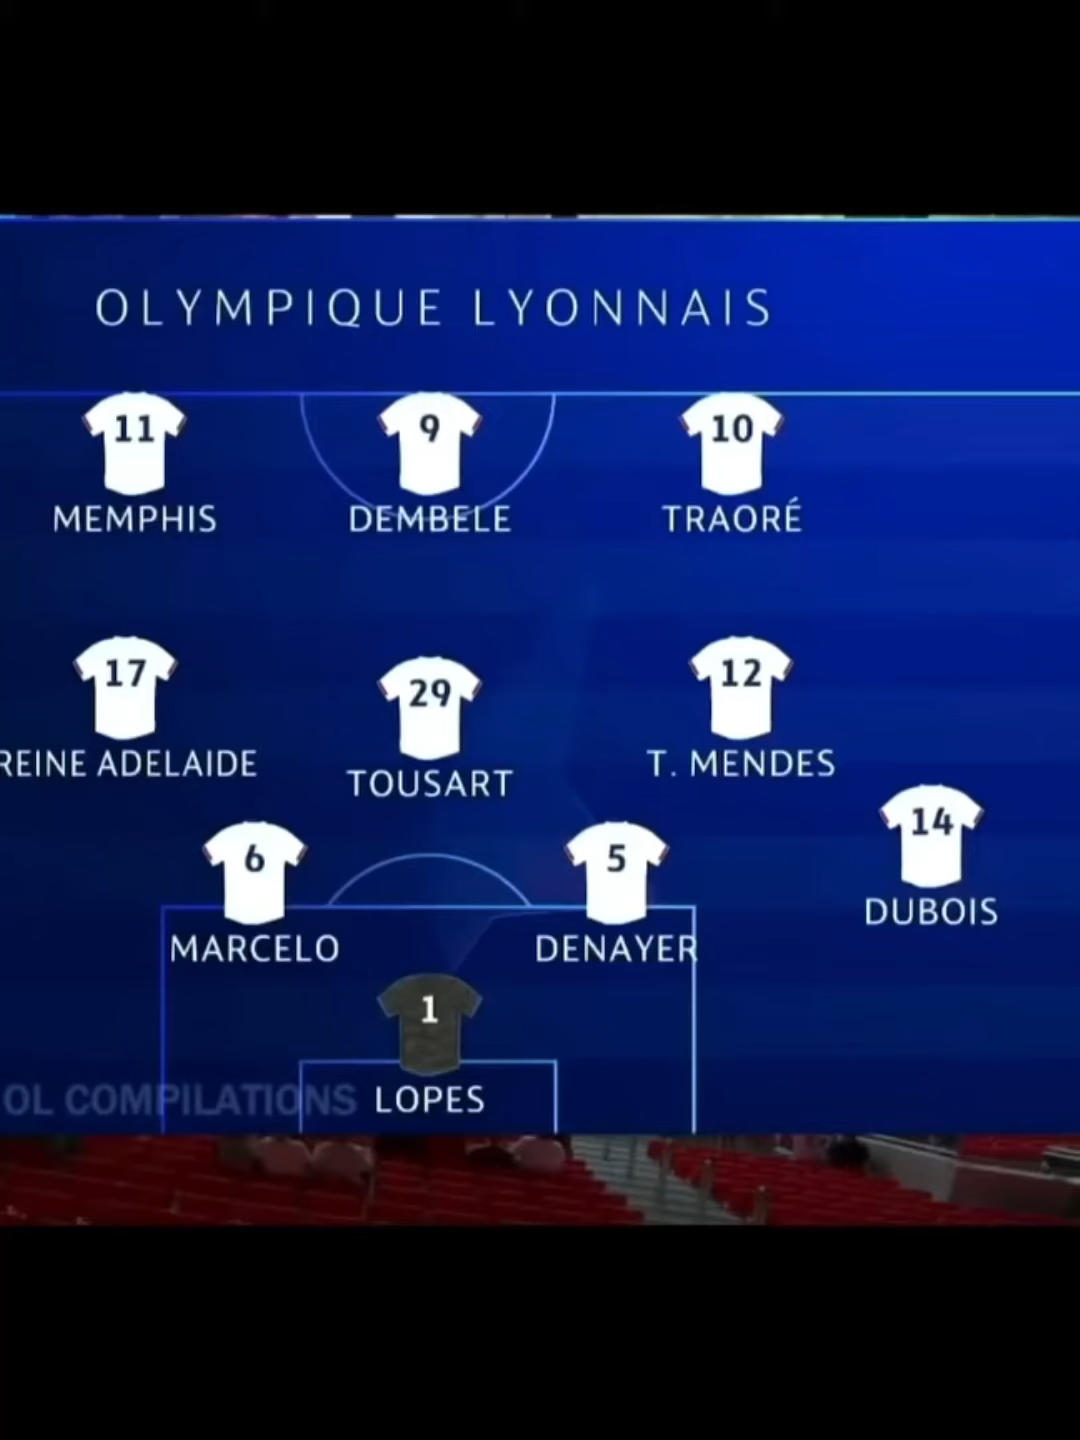 OLYMPIQUE LYONNAIS
11 9 10
MEMPHIS DEMBELE TRAORÉ
17 29 12
REINE ADELAIDE TOUSART T. MENDES
6 5 14
MARCELO DENAYER DUBOIS
1
LOPES
OL COMPILATIONS